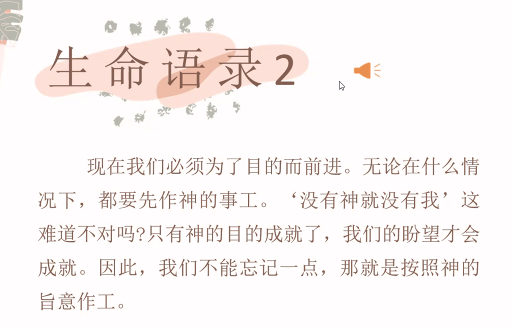 生命语录2
现在我们必须为了目的而前进。无论在什么情
况下，都要先作神的事工。‘没有神就没有我’这
难道不对吗?只有神的目的成就了，我们的盼望才会
成就。因此，我们不能忘记一点，那就是按照神的
旨意作工。